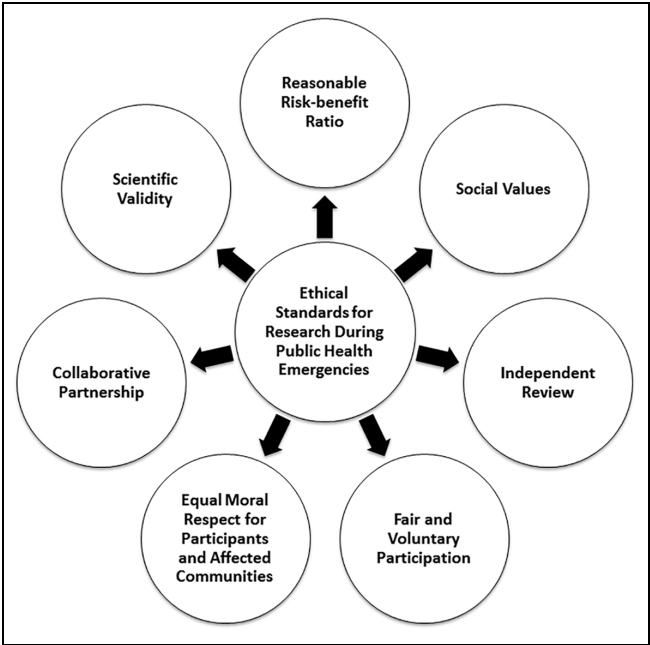 Reasonable
Risk-benefit
Ratio
Scientific
Validity
Social Values
Ethical
Standards for
Research During
Public Health
Emergencies
Collaborative
Partnership
Independent
Review
Equal Moral
Respect for
Participants
and Affected
Communities
Fair and
Voluntary
Participation